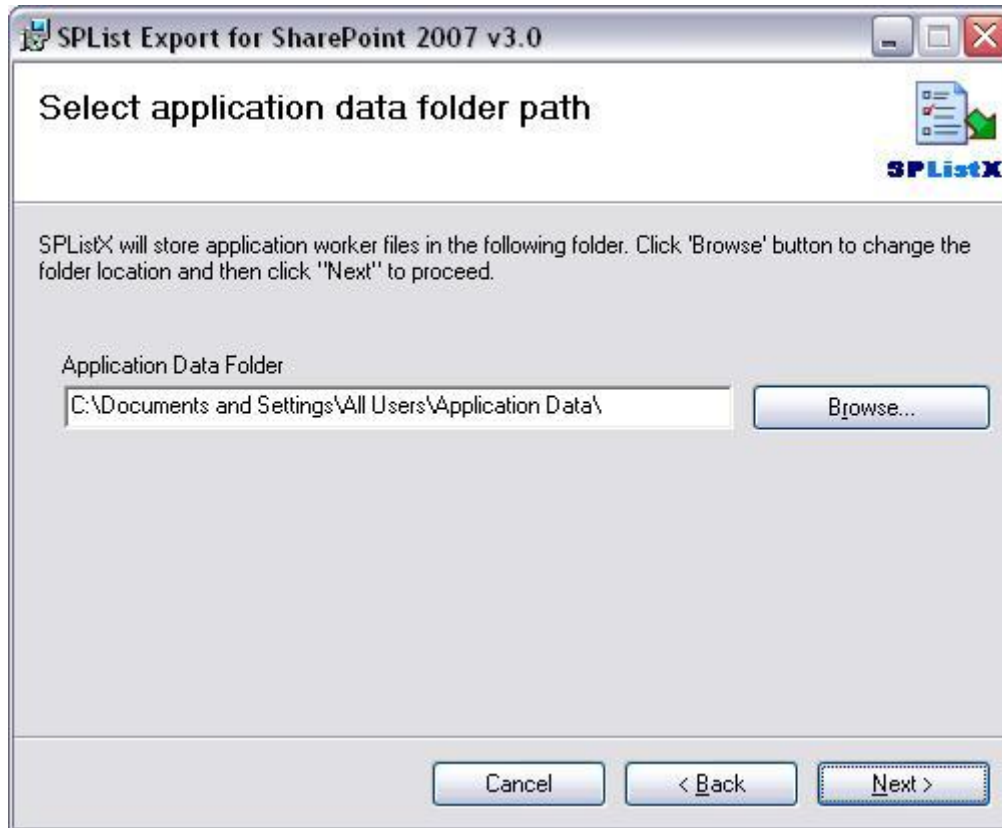 SPList Export for SharePoint 2007 v3.0
Select application data folder path
SPListX
SPListX will store application worker files in the following folder. Click 'Browse' button to change the
folder location and then click "Next" to proceed.
Application Data Folder
C:\Documents and Settings\All Users\Application Data\
Browse...
Cancel
< Back
Next >